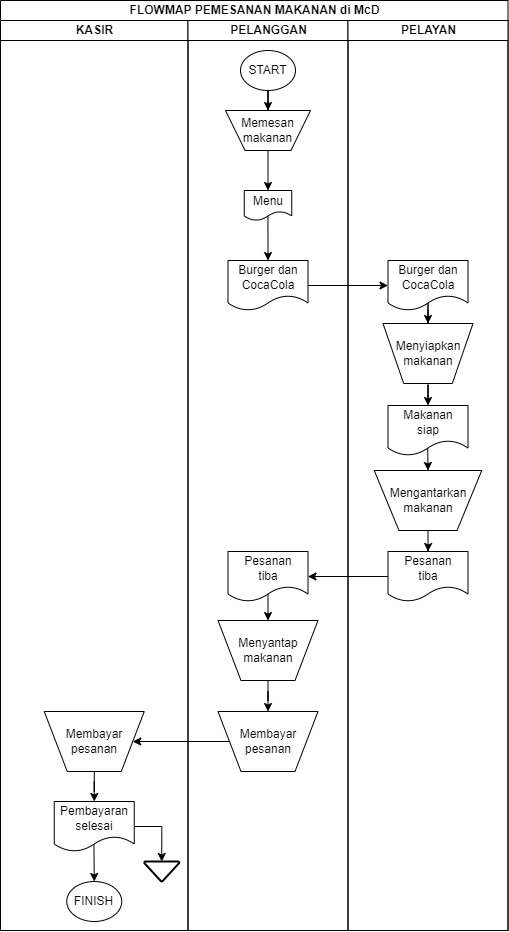 FLOWMAP PEMESANAN MAKANAN di McD
KASIR
PELANGGAN
PELAYAN
START
Memesan
makanan
Menu
Burger dan
CocaCola
Burger dan
CocaCola
Menyiapkan
makanan
Makanan
siap
Mengantarkan
makanan
Pesanan
tiba
Pesanan
tiba
Menyantap
makanan
Membayar
pesanan
Membayar
pesanan
Pembayaran
selesai
FINISH